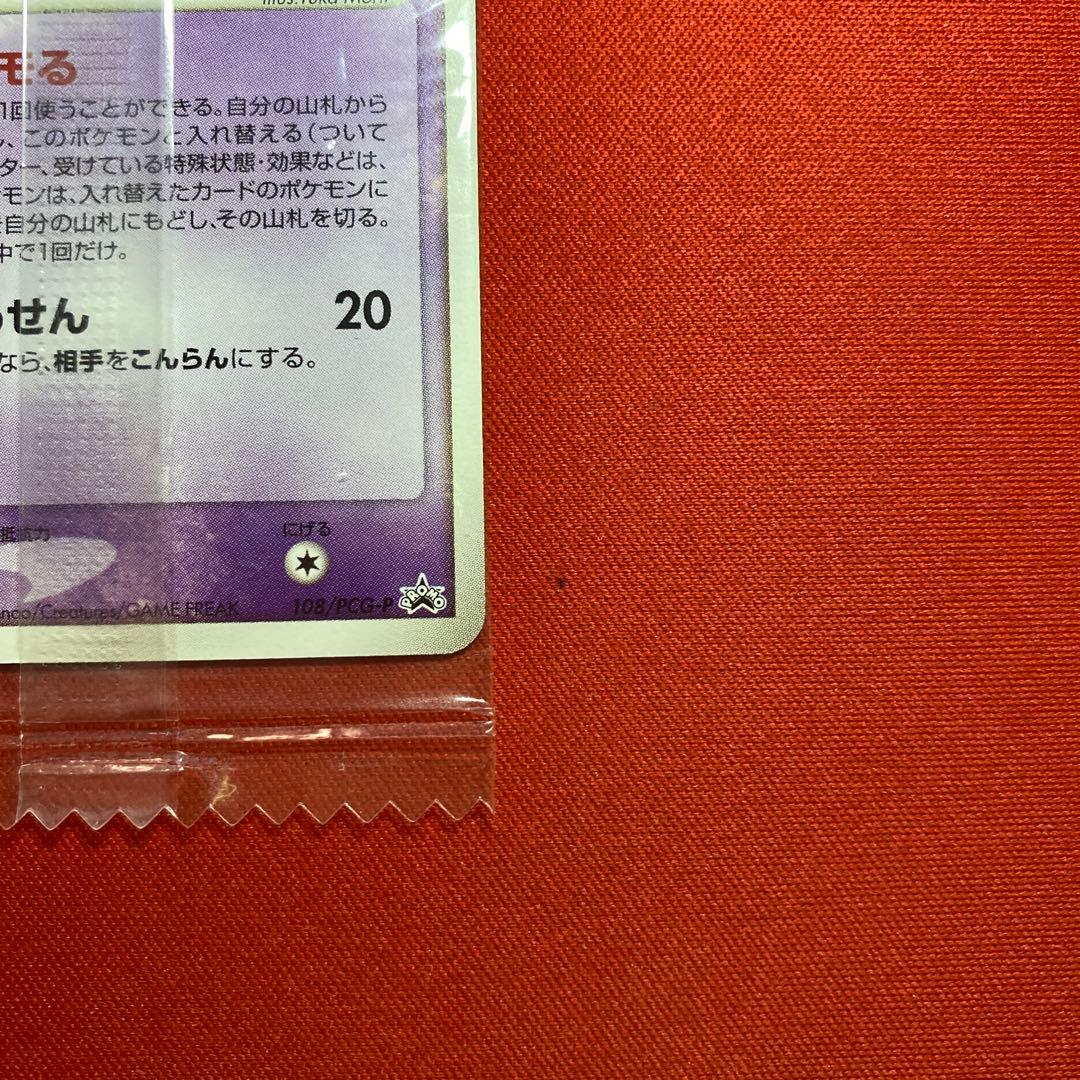 モる
1回使うことができる。自分の山札から
、このポケモンと入れ替える(ついて
ター、受けている特殊状態・効果などは、
モンは、入れ替えたカードのポケモンに
自分の山札にもどし、その山札を切る。
中で1回だけ。
せん 20
なら、相手をこんらんにする。
抵抗力 にげる
/Creatures/GAME FREAK 108/PCG-P PROMO